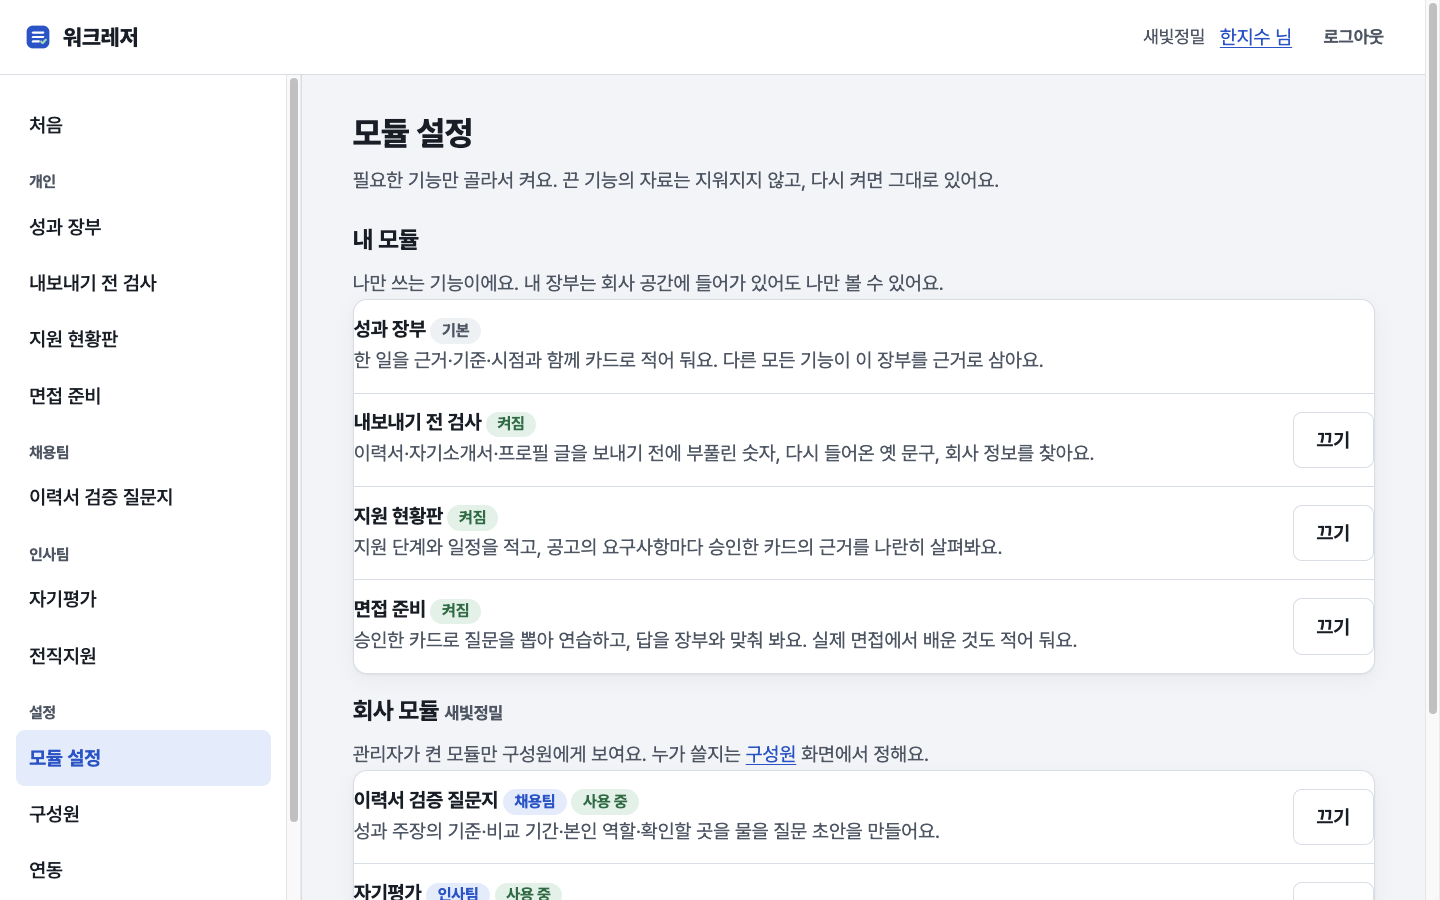 워크레저
새빛정밀 한지수 님 로그아웃
처음
개인
성과 장부
내보내기 전 검사
지원 현황판
면접 준비
채용팀
이력서 검증 질문지
인사팀
자기평가
전직지원
설정
모듈 설정
구성원
연동
모듈 설정
필요한 기능만 골라서 켜요. 끈 기능의 자료는 지워지지 않고, 다시 켜면 그대로 있어요.
내 모듈
나만 쓰는 기능이에요. 내 장부는 회사 공간에 들어가 있어도 나만 볼 수 있어요.
성과 장부 기본
한 일을 근거·기준·시점과 함께 카드로 적어 둬요. 다른 모든 기능이 이 장부를 근거로 삼아요.
내보내기 전 검사 켜짐
이력서·자기소개서·프로필 글을 보내기 전에 부풀린 숫자, 다시 들어온 옛 문구, 회사 정보를 찾아요.
끄기
지원 현황판 켜짐
지원 단계와 일정을 적고, 공고의 요구사항마다 승인한 카드의 근거를 나란히 살펴봐요.
끄기
면접 준비 켜짐
승인한 카드로 질문을 뽑아 연습하고, 답을 장부와 맞춰 봐요. 실제 면접에서 배운 것도 적어 둬요.
끄기
회사 모듈 새빛정밀
관리자가 켠 모듈만 구성원에게 보여요. 누가 쓸지는 구성원 화면에서 정해요.
이력서 검증 질문지 채용팀 사용 중
성과 주장의 기준·비교 기간·본인 역할·확인할 곳을 물을 질문 초안을 만들어요.
끄기
자기평가 인사팀 사용 중